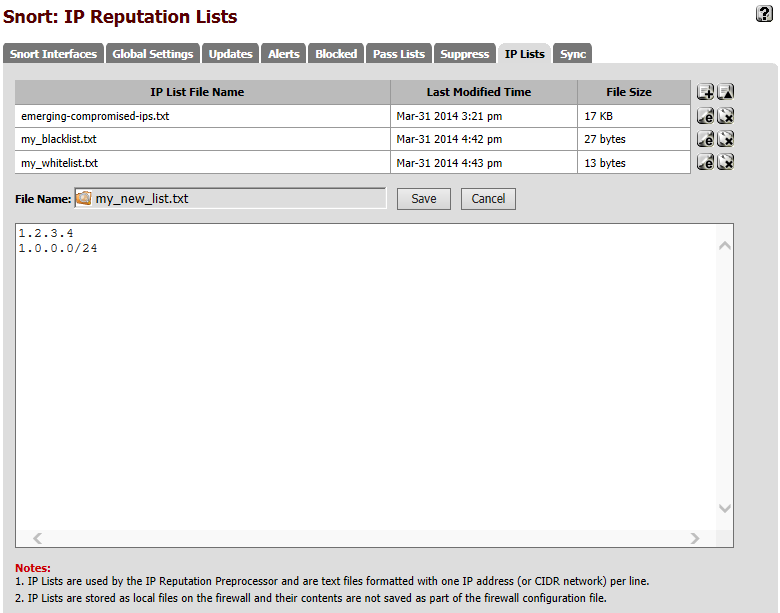 Snort: IP Reputation Lists
?
Snort Interfaces Global Settings Updates Alerts Blocked Pass Lists Suppress IP Lists Sync
IP List File Name Last Modified Time File Size
emerging-compromised-ips.txt Mar-31 2014 3:21 pm 17 KB
my_blacklist.txt Mar-31 2014 4:42 pm 27 bytes
my_whitelist.txt Mar-31 2014 4:43 pm 13 bytes
File Name: my_new_list.txt Save Cancel
1.2.3.4
1.0.0.0/24
Notes:
1. IP Lists are used by the IP Reputation Preprocessor and are text files formatted with one IP address (or CIDR network) per line.
2. IP Lists are stored as local files on the firewall and their contents are not saved as part of the firewall configuration file.